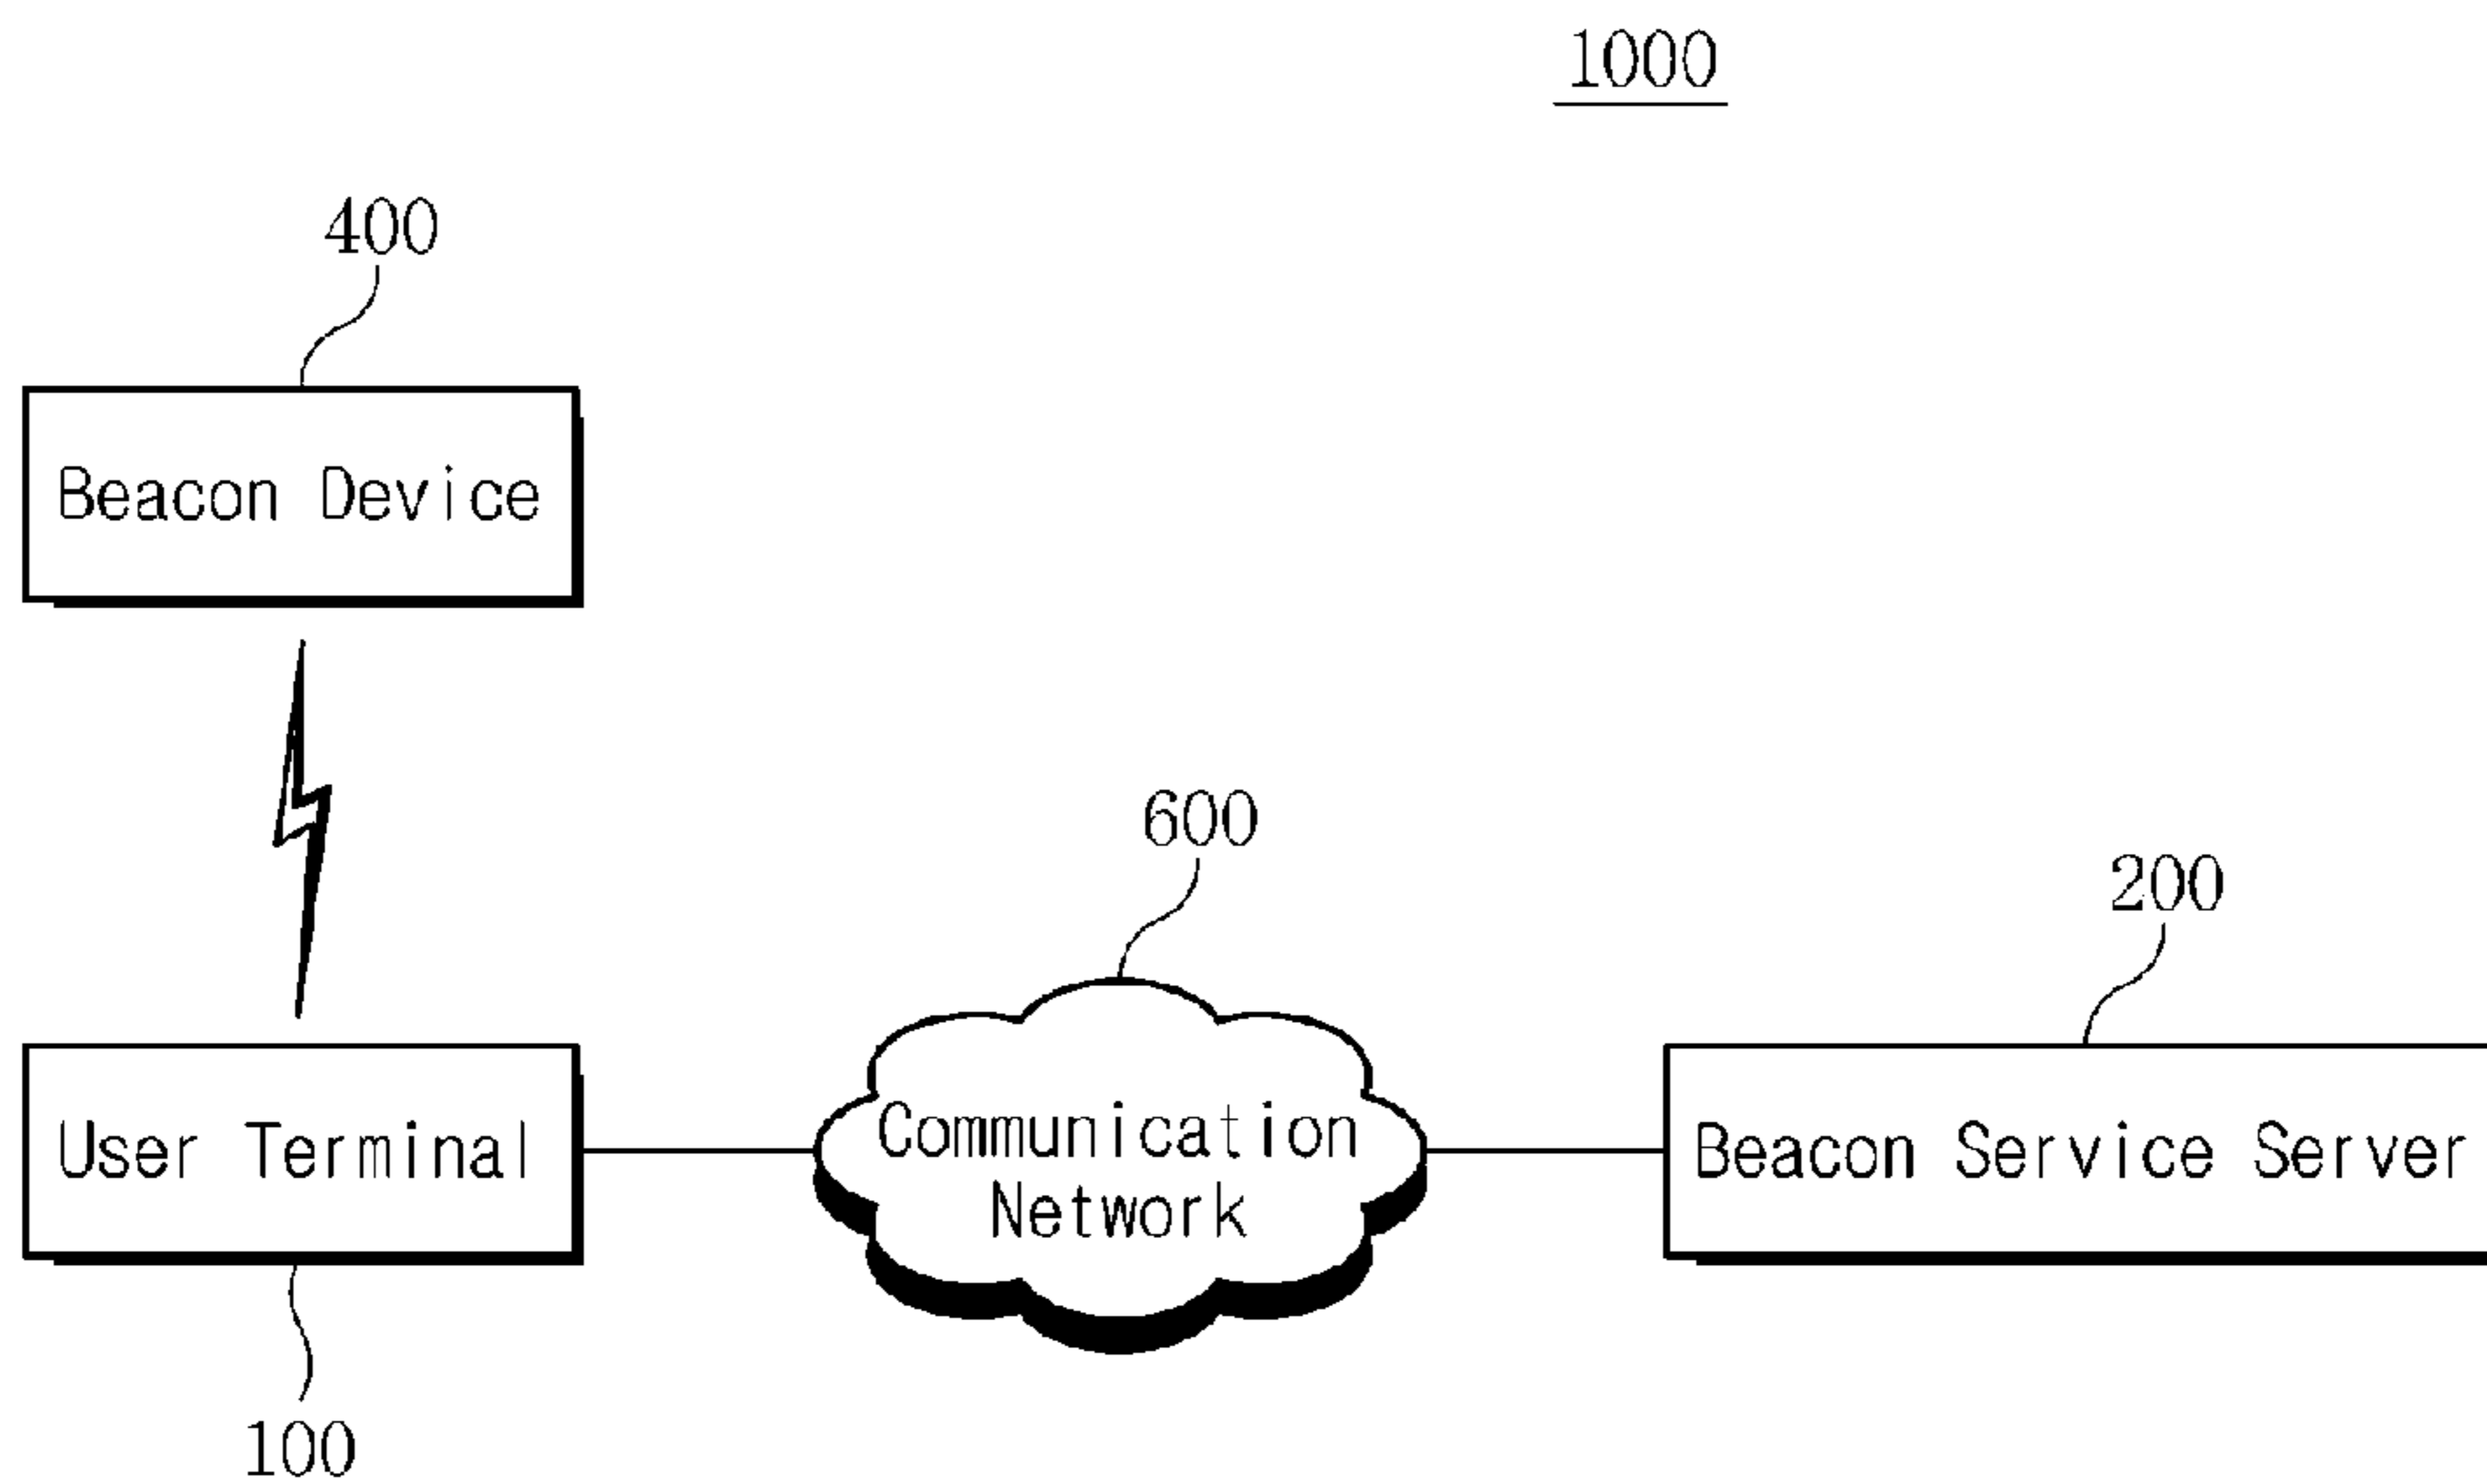 1000
400
Beacon Device
600
200
User Terminal
Communication
Network
Beacon Service Server
100